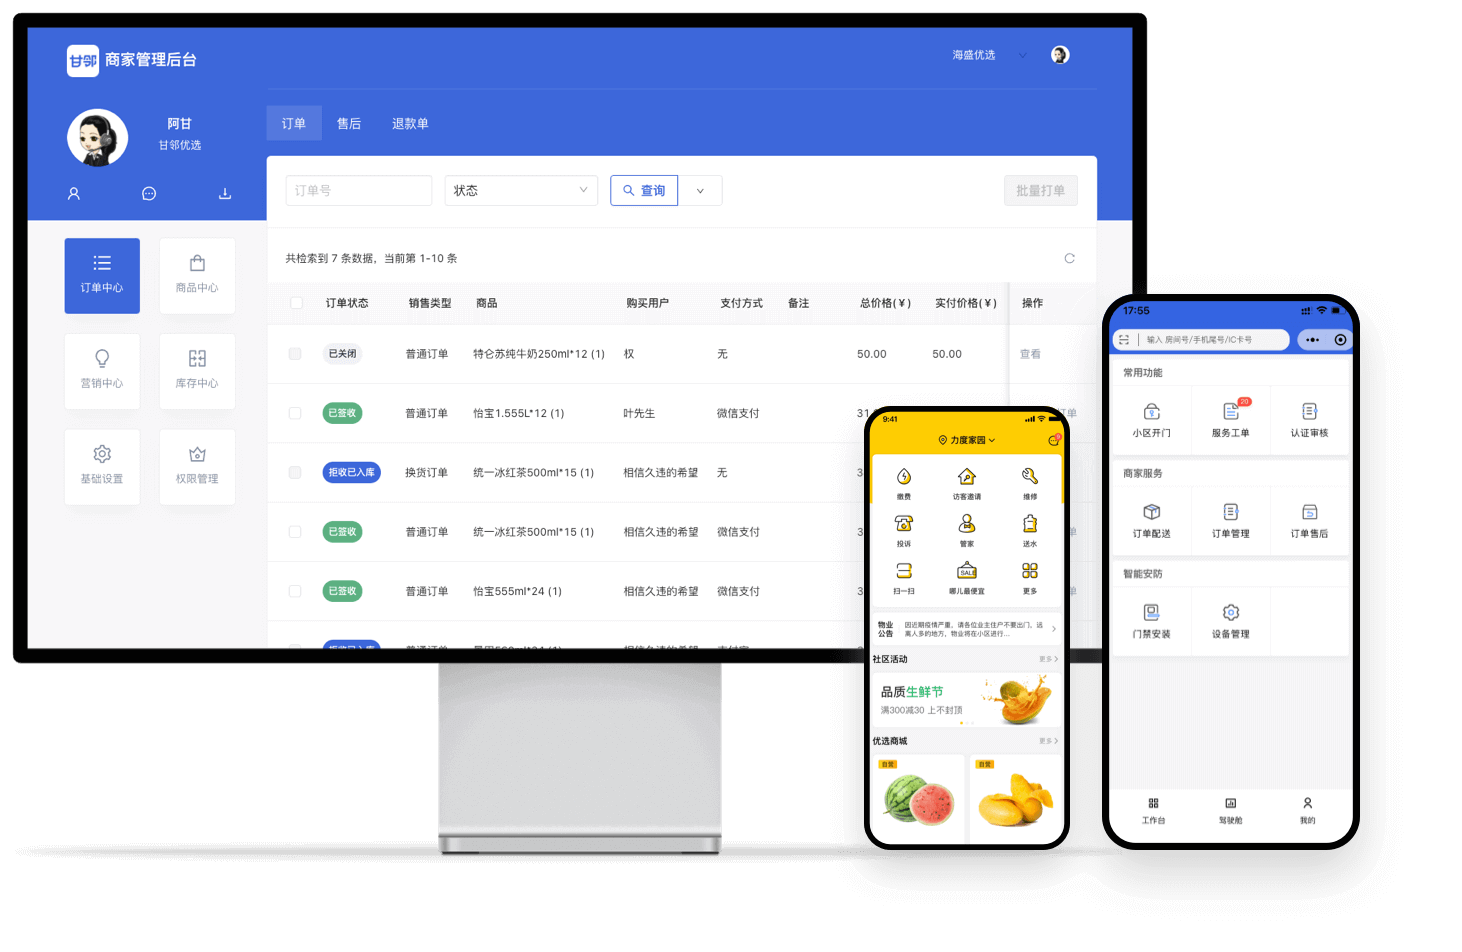 甘邻 商家管理后台
海盛优选
阿甘
甘邻优选
订单 售后 退款单
订单号 状态 查询 批量打单
共检索到 7 条数据，当前第 1-10 条
订单状态 销售类型 商品 购买用户 支付方式 备注 总价格(¥) 实付价格(¥) 操作
已关闭 普通订单 特仑苏纯牛奶250ml*12 (1) 权 无 50.00 50.00 查看
已签收 普通订单 怡宝1.555L*12 (1) 叶先生 微信支付
拒收已入库 换货订单 统一冰红茶500ml*15 (1) 相信久违的希望 无
已签收 普通订单 统一冰红茶500ml*15 (1) 相信久违的希望 微信支付
已签收 普通订单 怡宝555ml*24 (1) 相信久违的希望 微信支付
订单中心 商品中心
营销中心 库存中心
基础设置 权限管理
9:41
力度家园
缴费 访客邀请 维修
投诉 管家 送水
SALE
扫一扫 哪儿最便宜 更多
物业公告
因近期疫情严重，请各位业主住户不要出门，远
离人多的地方，物业将在小区进行...
社区活动 更多
品质生鲜节
满300减30 上不封顶
优选商城 更多
自营 自营
17:55
输入 房间号/手机尾号/IC卡号
常用功能
20
小区开门 服务工单 认证审核
商家服务
订单配送 订单管理 订单售后
智能安防
门禁安装 设备管理
工作台 驾驶舱 我的